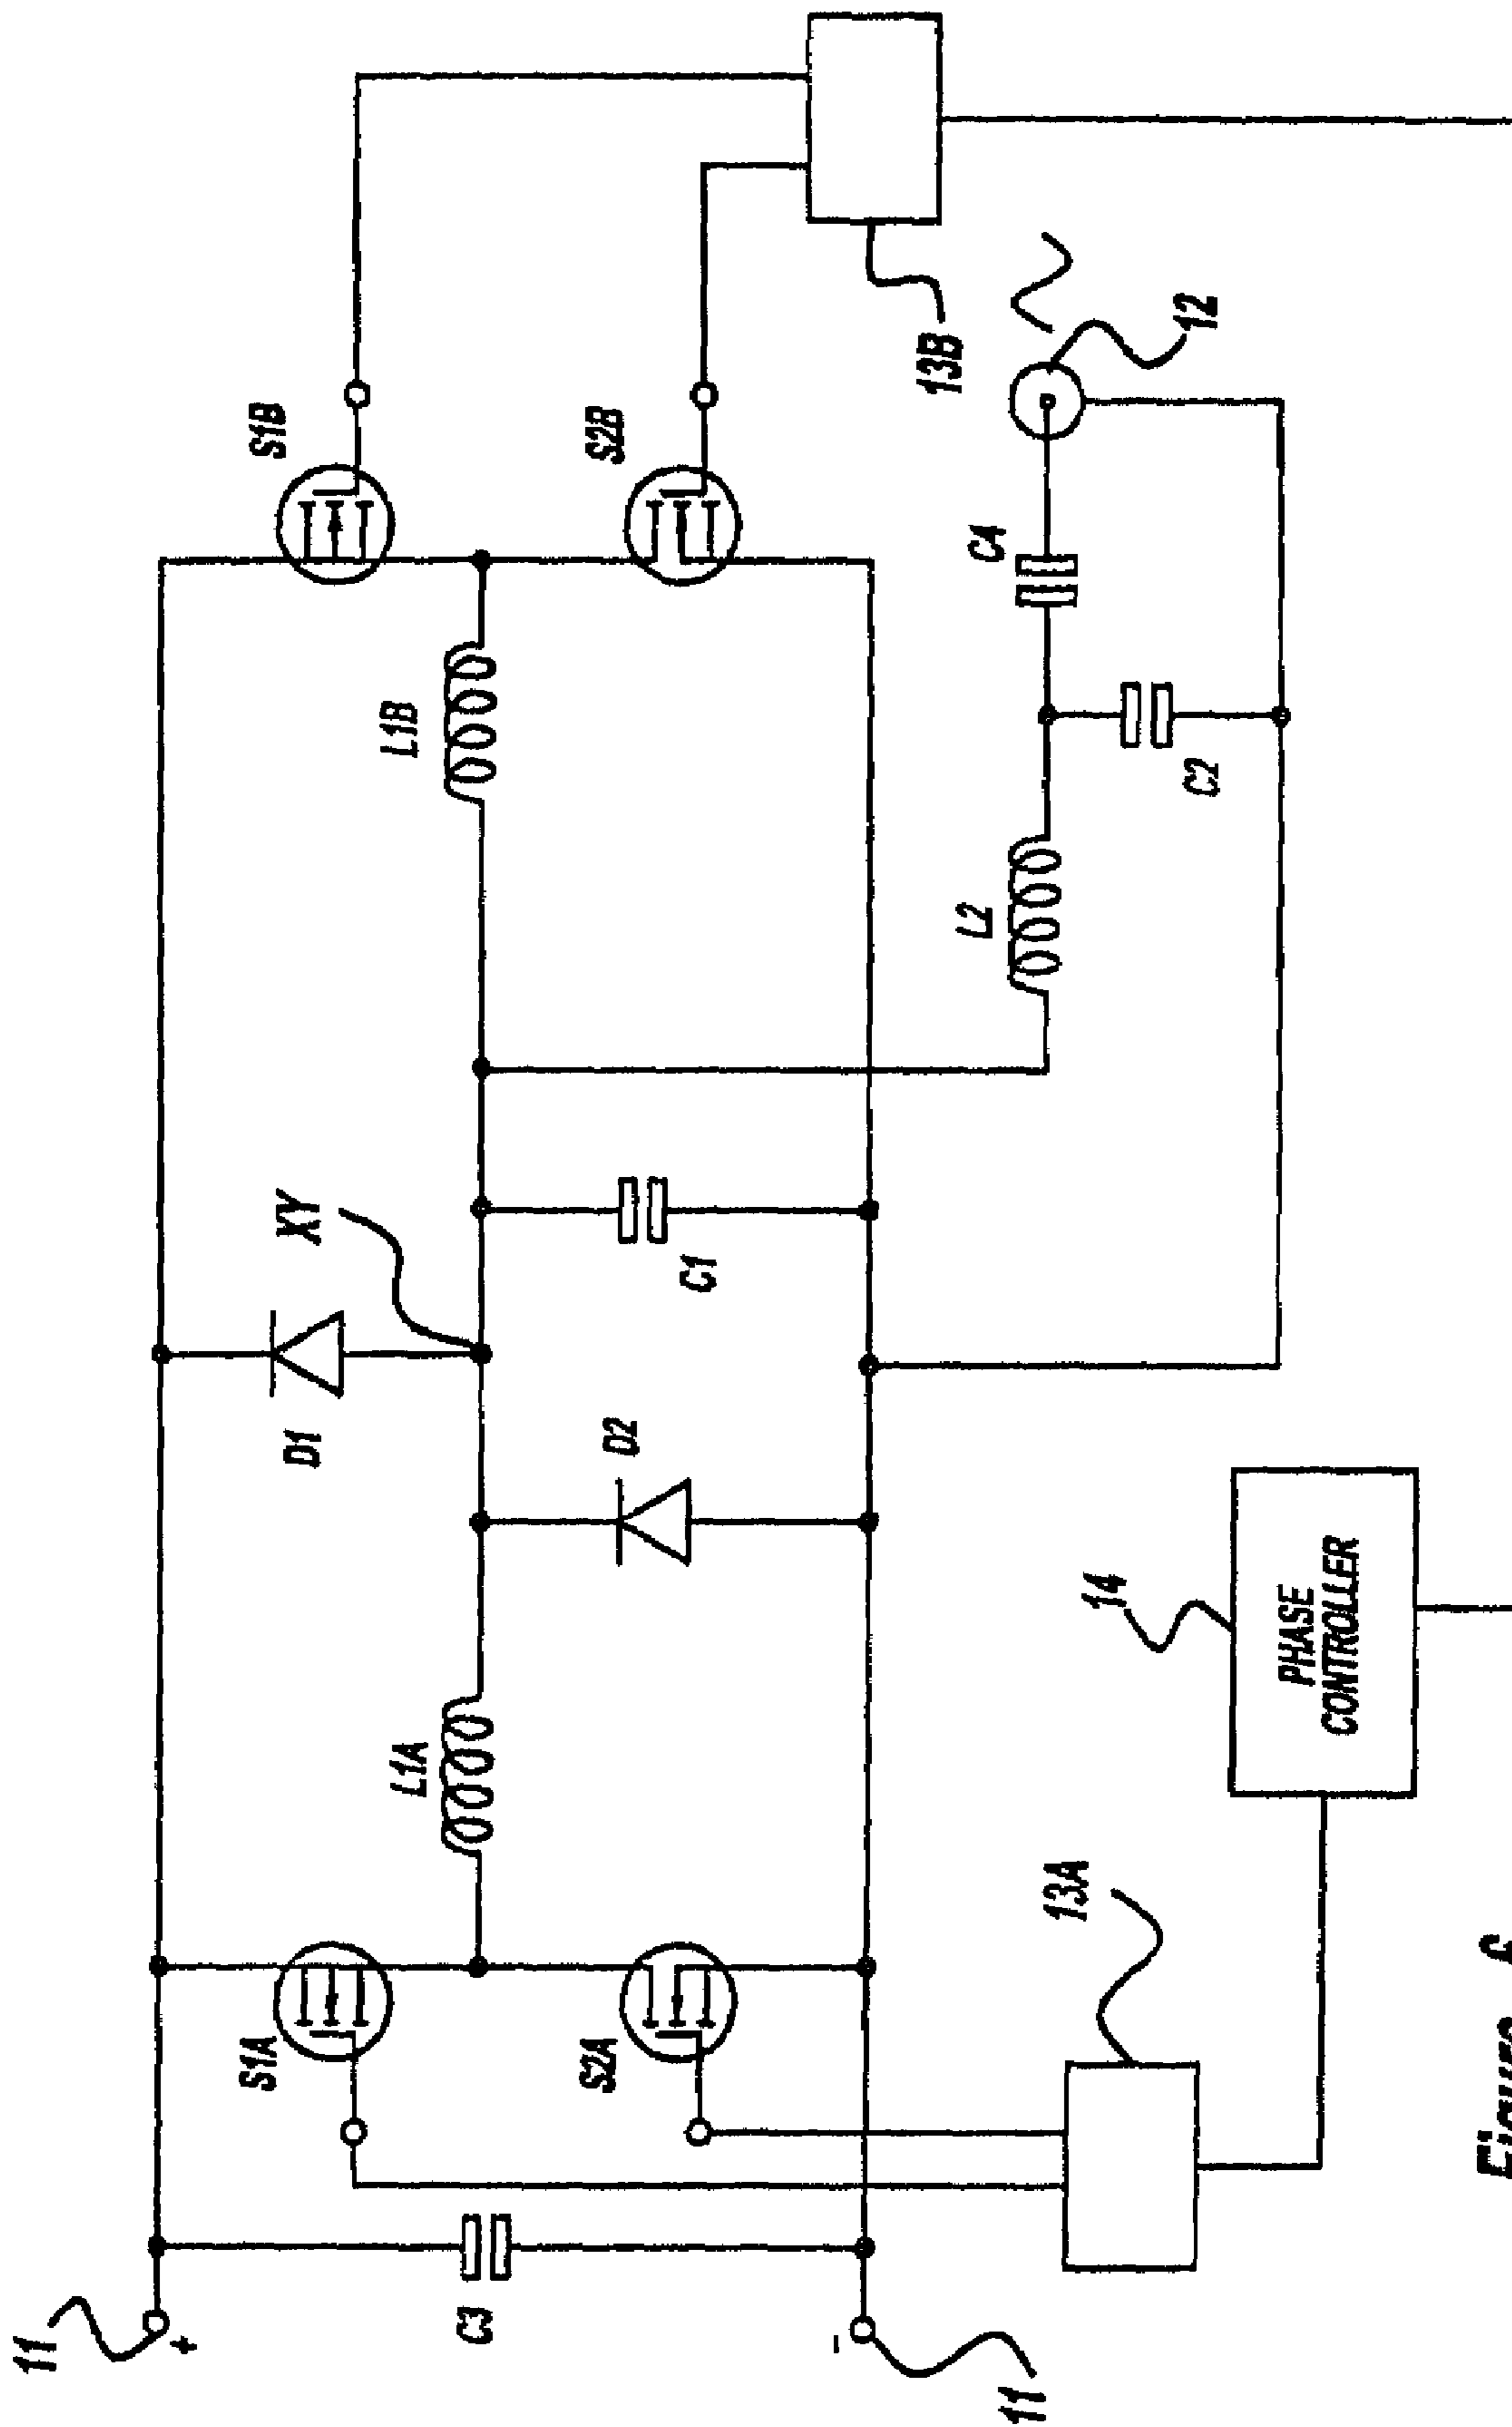 11
+
S1A
D1
XY
S1B
L1A
L1B
C3
S2A
D2
S2B
C1
-
13B
L2
C4
11
13A
14
C2
12
PHASE
CONTROLLER
Figure